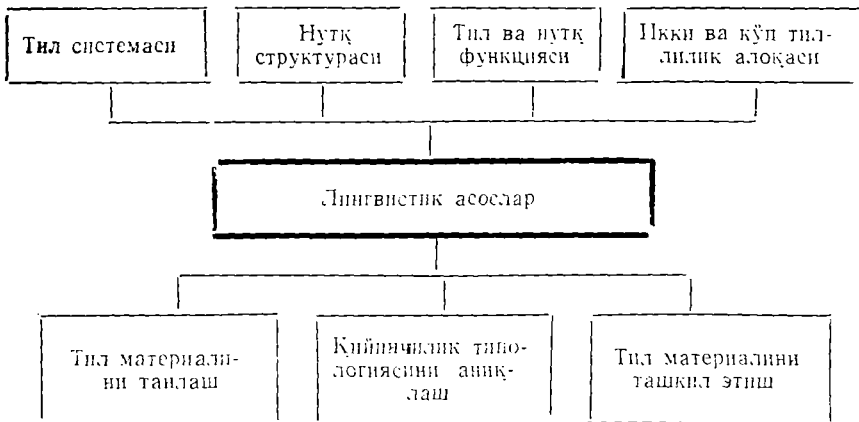 Тил системаси
Нутқ
структураси
Тил ва нутқ
функцияси
Икки ва кўп тил-
лилик алоқаси
Лингвистик асослар
Тил материали-
ни танлаш
Қийинчилик типо-
логиясини аниқ-
лаш
Тил материалини
ташкил этиш